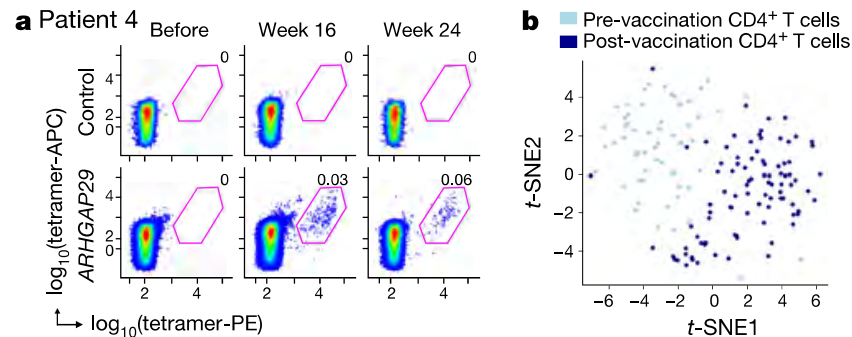 a Patient 4
Before Week 16 Week 24
Control
log₁₀(tetramer-APC)
ARHGAP29
0 0 0
4
2
0
0 0.03 0.06
4
2
0
2 4 2 4 2 4
log₁₀(tetramer-PE)
b
Pre-vaccination CD4⁺ T cells
Post-vaccination CD4⁺ T cells
t-SNE2
4
2
0
−2
−4
−6 −4 −2 0 2 4 6
t-SNE1